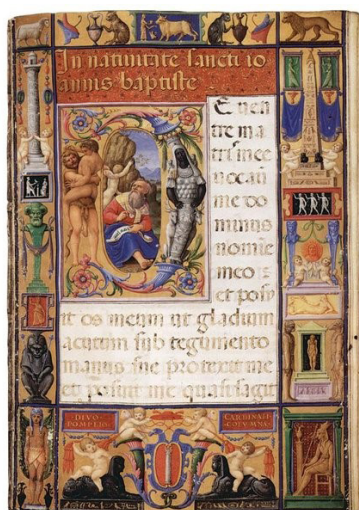 In natiuitate sancti io
annis baptiste
E uen
tre ma
tris mee
uocaui
me do
minus
nomie
meo
et posu
it os meum ut gladium
acutum sub tegumento
manus sue protexit me
et posuit me quasi sagit
DIVO
POMPEIO
CARDINALI
COLVMNA